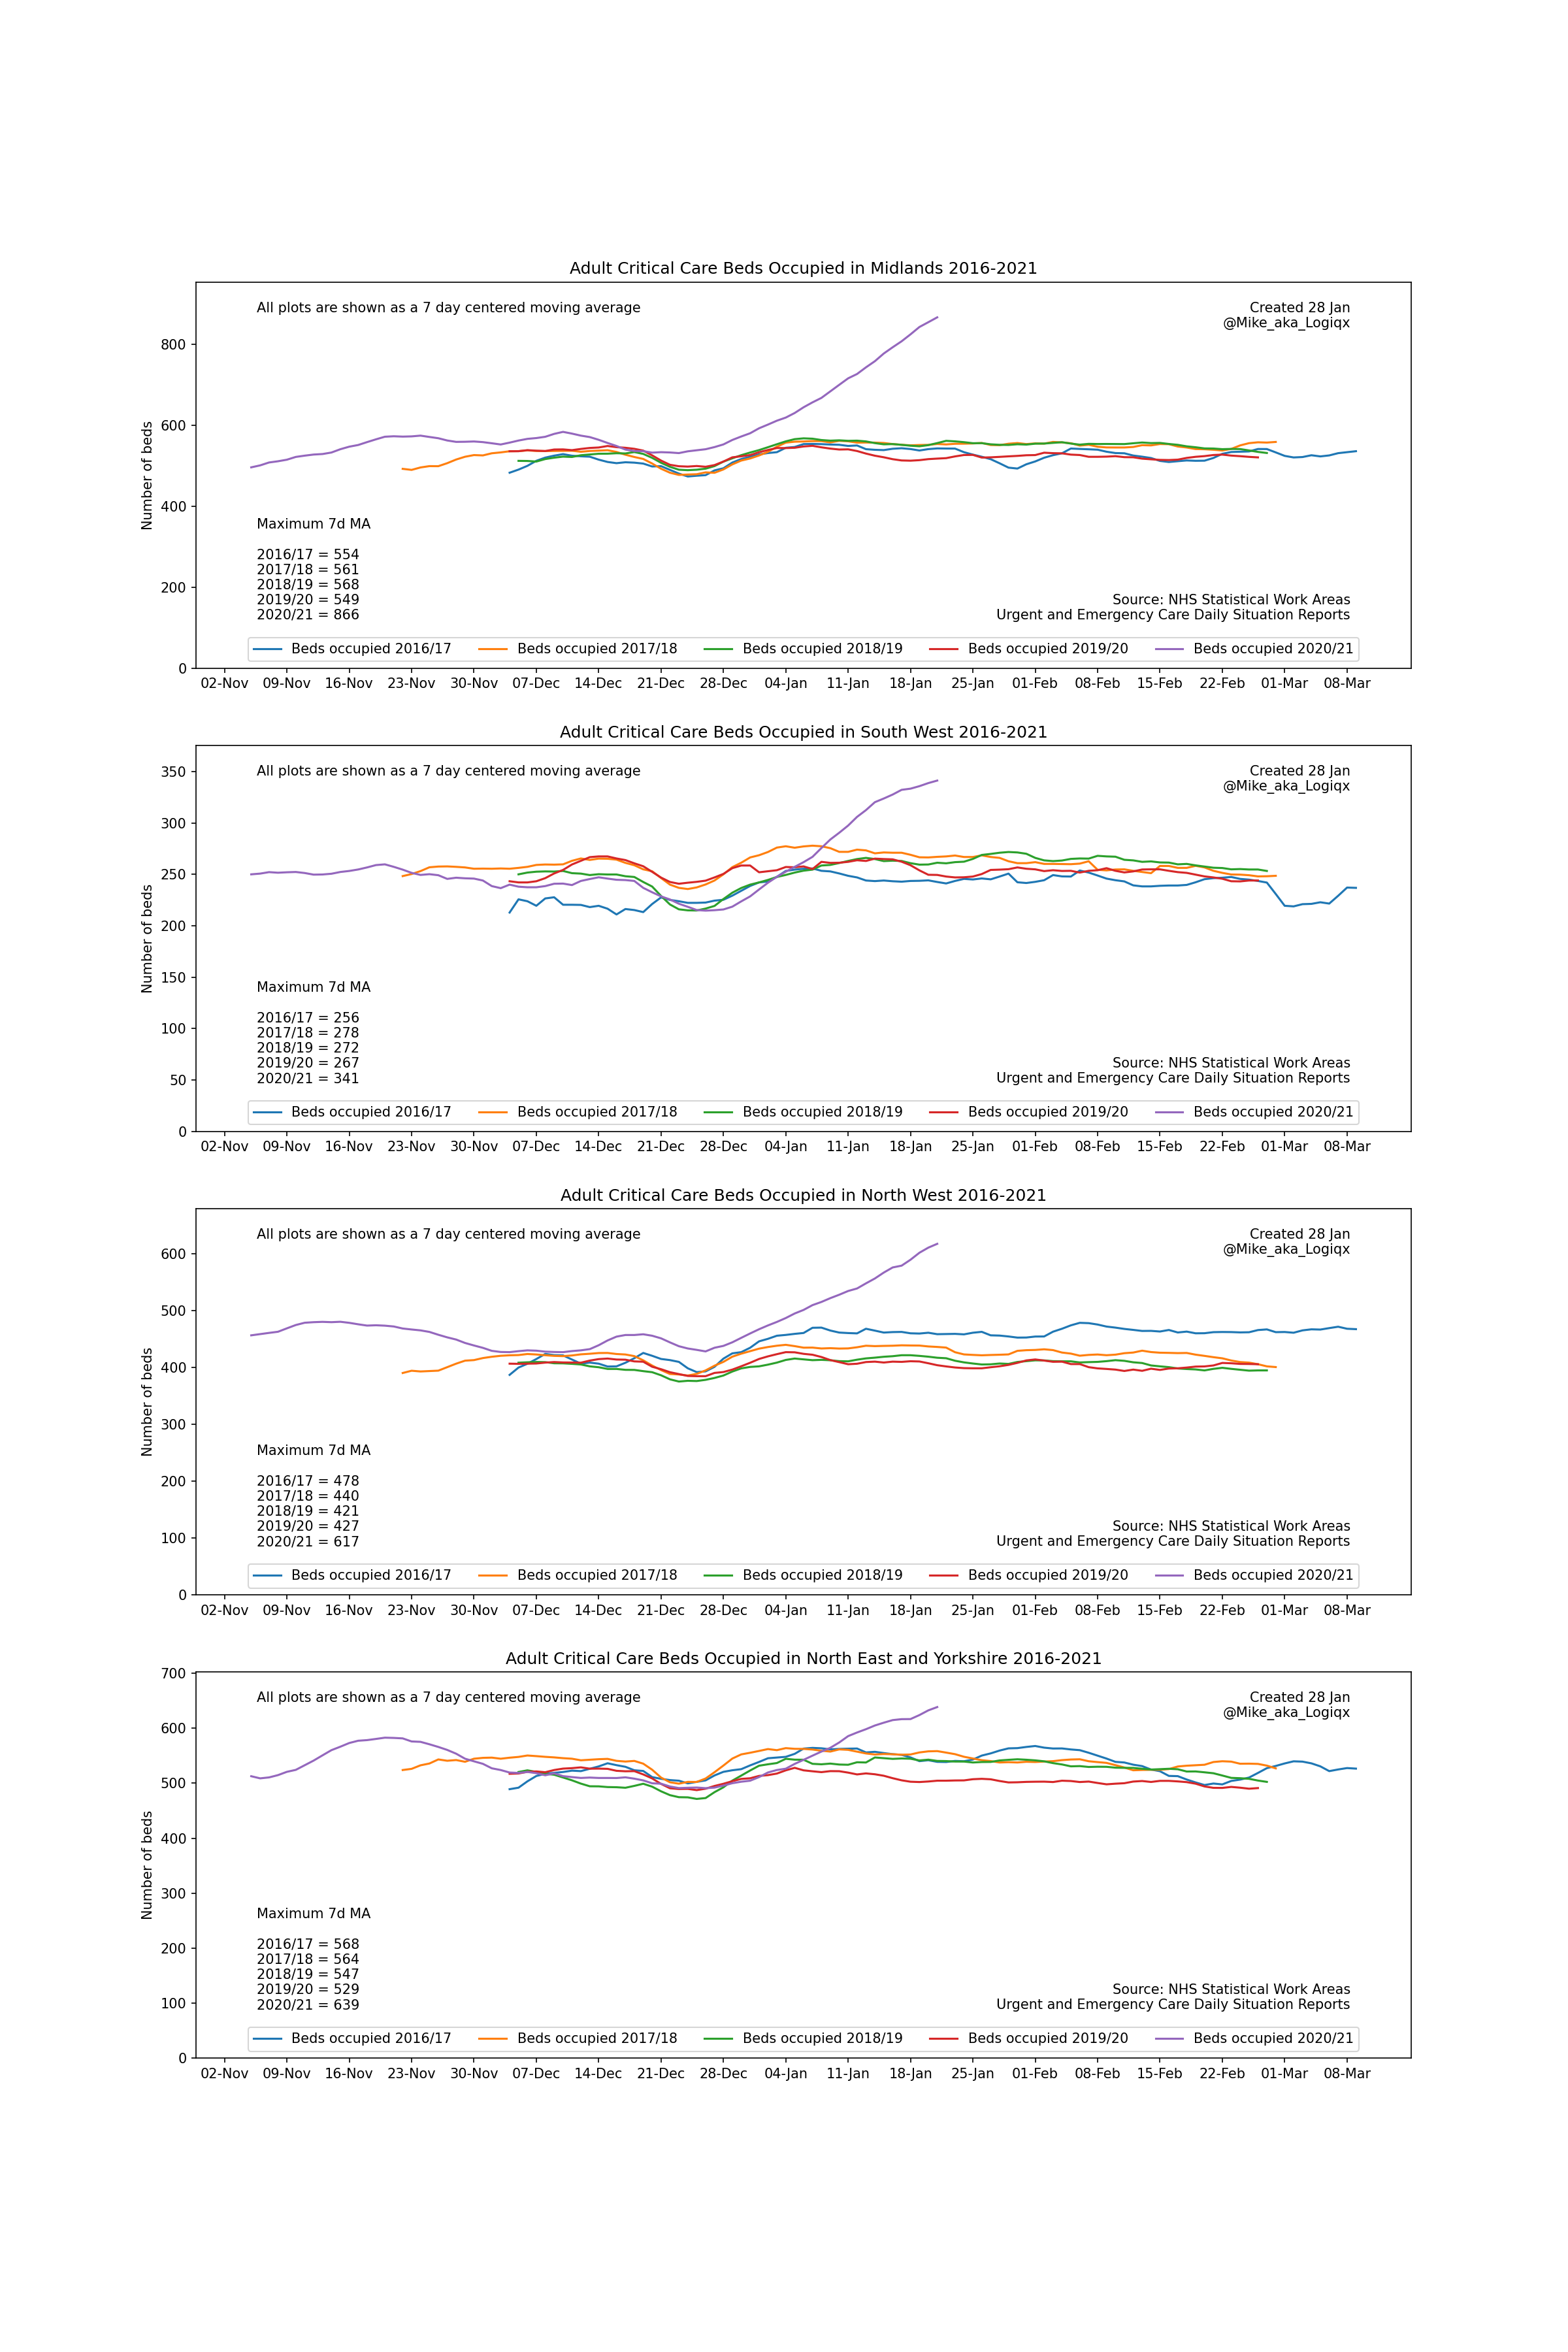 Adult Critical Care Beds Occupied in Midlands 2016-2021
All plots are shown as a 7 day centered moving average
Created 28 Jan
@Mike_aka_Logiqx
Number of beds
800
600
400
200
0
Maximum 7d MA
2016/17 = 554
2017/18 = 561
2018/19 = 568
2019/20 = 549
2020/21 = 866
Source: NHS Statistical Work Areas
Urgent and Emergency Care Daily Situation Reports
Beds occupied 2016/17 Beds occupied 2017/18 Beds occupied 2018/19 Beds occupied 2019/20 Beds occupied 2020/21
02-Nov 09-Nov 16-Nov 23-Nov 30-Nov 07-Dec 14-Dec 21-Dec 28-Dec 04-Jan 11-Jan 18-Jan 25-Jan 01-Feb 08-Feb 15-Feb 22-Feb 01-Mar 08-Mar
Adult Critical Care Beds Occupied in South West 2016-2021
All plots are shown as a 7 day centered moving average
Created 28 Jan
@Mike_aka_Logiqx
Number of beds
350
300
250
200
150
100
50
0
Maximum 7d MA
2016/17 = 256
2017/18 = 278
2018/19 = 272
2019/20 = 267
2020/21 = 341
Source: NHS Statistical Work Areas
Urgent and Emergency Care Daily Situation Reports
Beds occupied 2016/17 Beds occupied 2017/18 Beds occupied 2018/19 Beds occupied 2019/20 Beds occupied 2020/21
02-Nov 09-Nov 16-Nov 23-Nov 30-Nov 07-Dec 14-Dec 21-Dec 28-Dec 04-Jan 11-Jan 18-Jan 25-Jan 01-Feb 08-Feb 15-Feb 22-Feb 01-Mar 08-Mar
Adult Critical Care Beds Occupied in North West 2016-2021
All plots are shown as a 7 day centered moving average
Created 28 Jan
@Mike_aka_Logiqx
Number of beds
600
500
400
300
200
100
0
Maximum 7d MA
2016/17 = 478
2017/18 = 440
2018/19 = 421
2019/20 = 427
2020/21 = 617
Source: NHS Statistical Work Areas
Urgent and Emergency Care Daily Situation Reports
Beds occupied 2016/17 Beds occupied 2017/18 Beds occupied 2018/19 Beds occupied 2019/20 Beds occupied 2020/21
02-Nov 09-Nov 16-Nov 23-Nov 30-Nov 07-Dec 14-Dec 21-Dec 28-Dec 04-Jan 11-Jan 18-Jan 25-Jan 01-Feb 08-Feb 15-Feb 22-Feb 01-Mar 08-Mar
Adult Critical Care Beds Occupied in North East and Yorkshire 2016-2021
All plots are shown as a 7 day centered moving average
Created 28 Jan
@Mike_aka_Logiqx
Number of beds
700
600
500
400
300
200
100
0
Maximum 7d MA
2016/17 = 568
2017/18 = 564
2018/19 = 547
2019/20 = 529
2020/21 = 639
Source: NHS Statistical Work Areas
Urgent and Emergency Care Daily Situation Reports
Beds occupied 2016/17 Beds occupied 2017/18 Beds occupied 2018/19 Beds occupied 2019/20 Beds occupied 2020/21
02-Nov 09-Nov 16-Nov 23-Nov 30-Nov 07-Dec 14-Dec 21-Dec 28-Dec 04-Jan 11-Jan 18-Jan 25-Jan 01-Feb 08-Feb 15-Feb 22-Feb 01-Mar 08-Mar